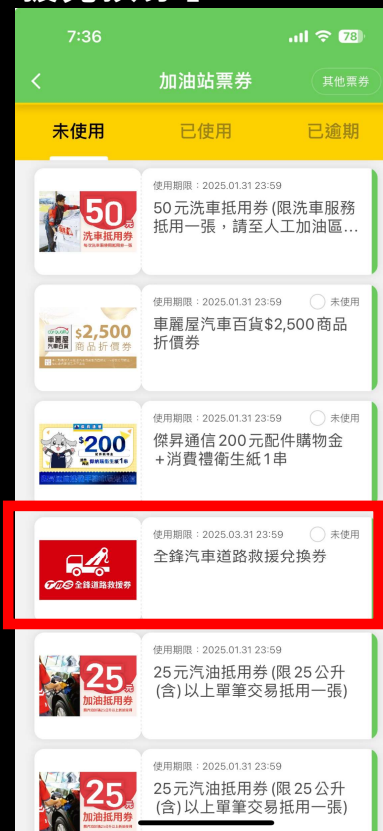 7:36
78
加油站票券
其他票券
未使用
已使用
已逾期
50元
洗車抵用券
使用期限：2025.01.31 23:59
50元洗車抵用券(限洗車服務
抵用一張，請至人工加油區...
車麗屋
汽車百貨
$2,500
商品折價券
使用期限：2025.01.31 23:59
未使用
車麗屋汽車百貨$2,500商品
折價券
$200
使用期限：2025.01.31 23:59
未使用
傑昇通信200元配件購物金
+消費禮衛生紙1串
TMS 全鋒道路救援券
使用期限：2025.03.31 23:59
未使用
全鋒汽車道路救援兌換券
25元
加油抵用券
使用期限：2025.01.31 23:59
25元汽油抵用券(限25公升
(含)以上單筆交易抵用一張)
25元
加油抵用券
使用期限：2025.01.31 23:59
25元汽油抵用券(限25公升
(含)以上單筆交易抵用一張)